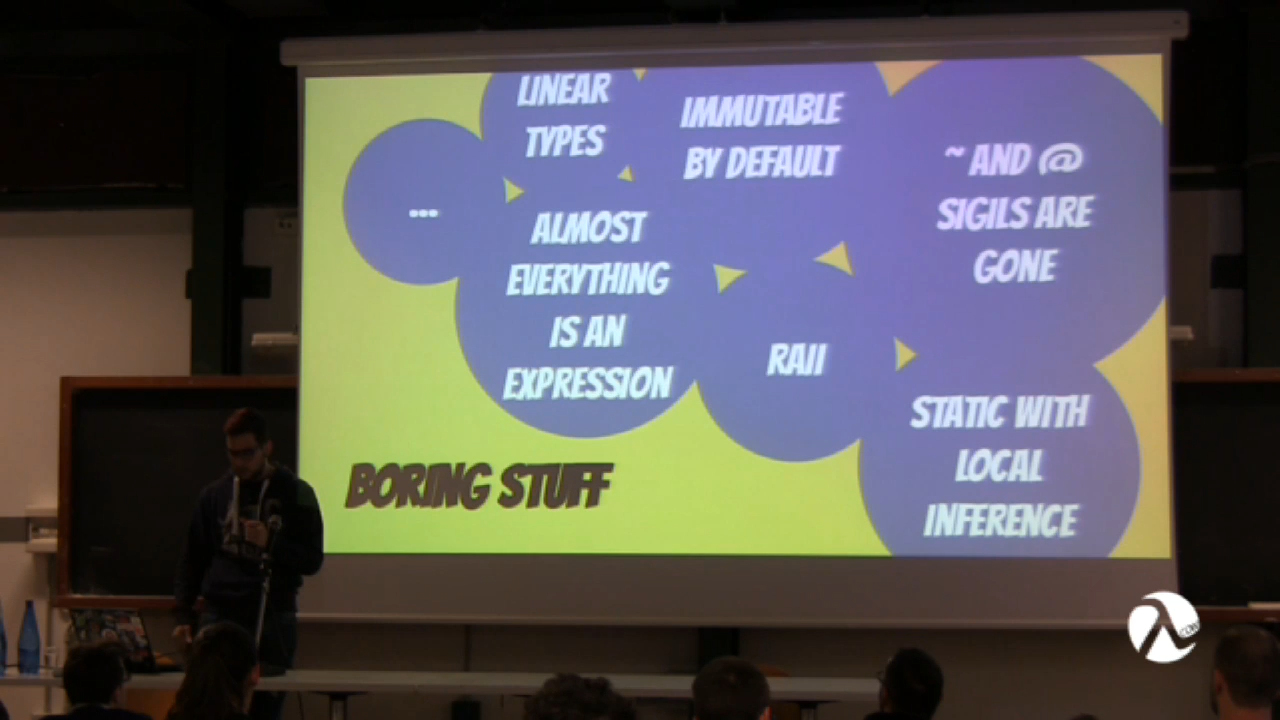 LINEAR
TYPES
IMMUTABLE
BY DEFAULT
~ AND @
SIGILS ARE
GONE
...
ALMOST
EVERYTHING
IS AN
EXPRESSION
RAII
STATIC WITH
LOCAL
INFERENCE
BORING STUFF
λ